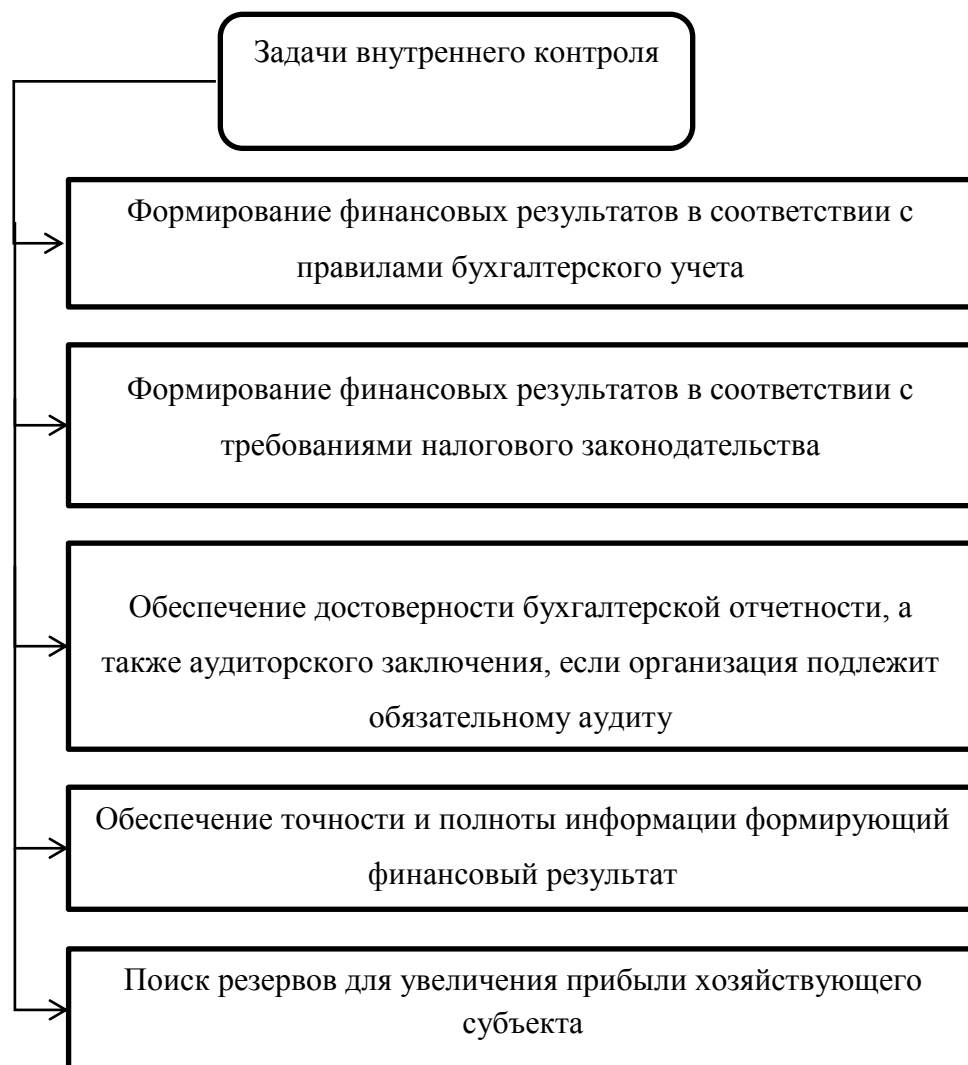 Задачи внутреннего контроля
Формирование финансовых результатов в соответствии с
правилами бухгалтерского учета
Формирование финансовых результатов в соответствии с
требованиями налогового законодательства
Обеспечение достоверности бухгалтерской отчетности, а
также аудиторского заключения, если организация подлежит
обязательному аудиту
Обеспечение точности и полноты информации формирующий
финансовый результат
Поиск резервов для увеличения прибыли хозяйствующего
субъекта